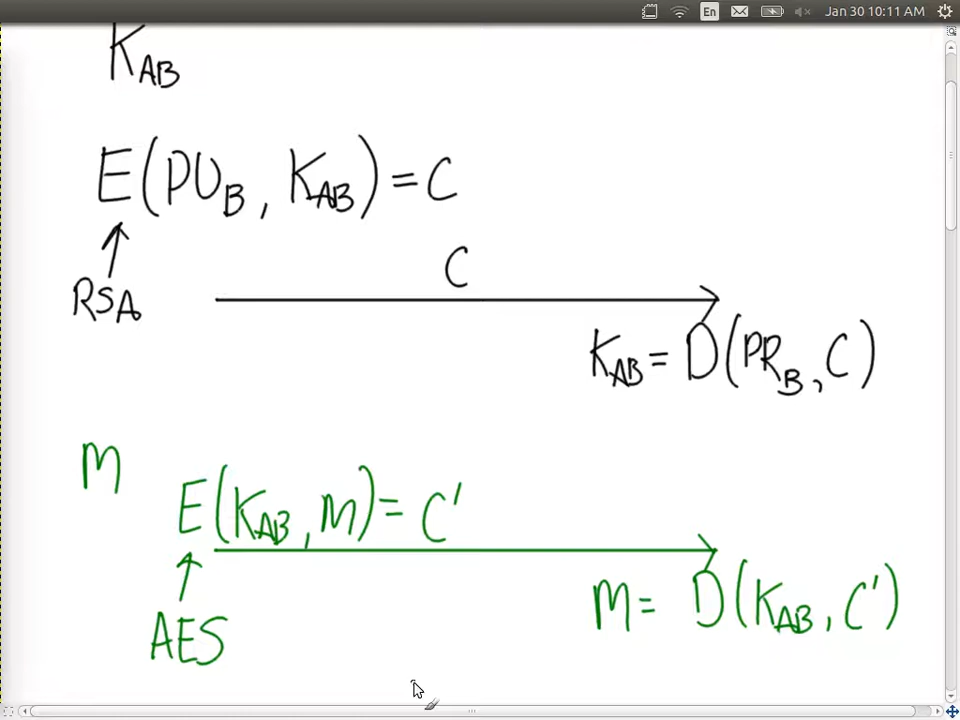 En Jan 30 10:11 AM
K_AB
E(PU_B, K_AB) = C
C
RSA
K_AB = D(PR_B, C)
M
E(K_AB, M) = C'
M = D(K_AB, C')
AES